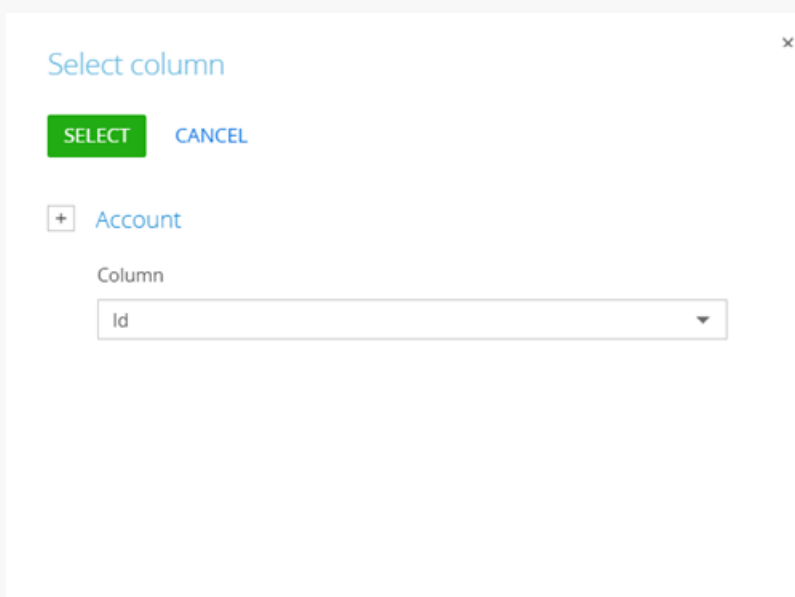 ×
Select column
SELECT CANCEL
+ Account
Column
Id